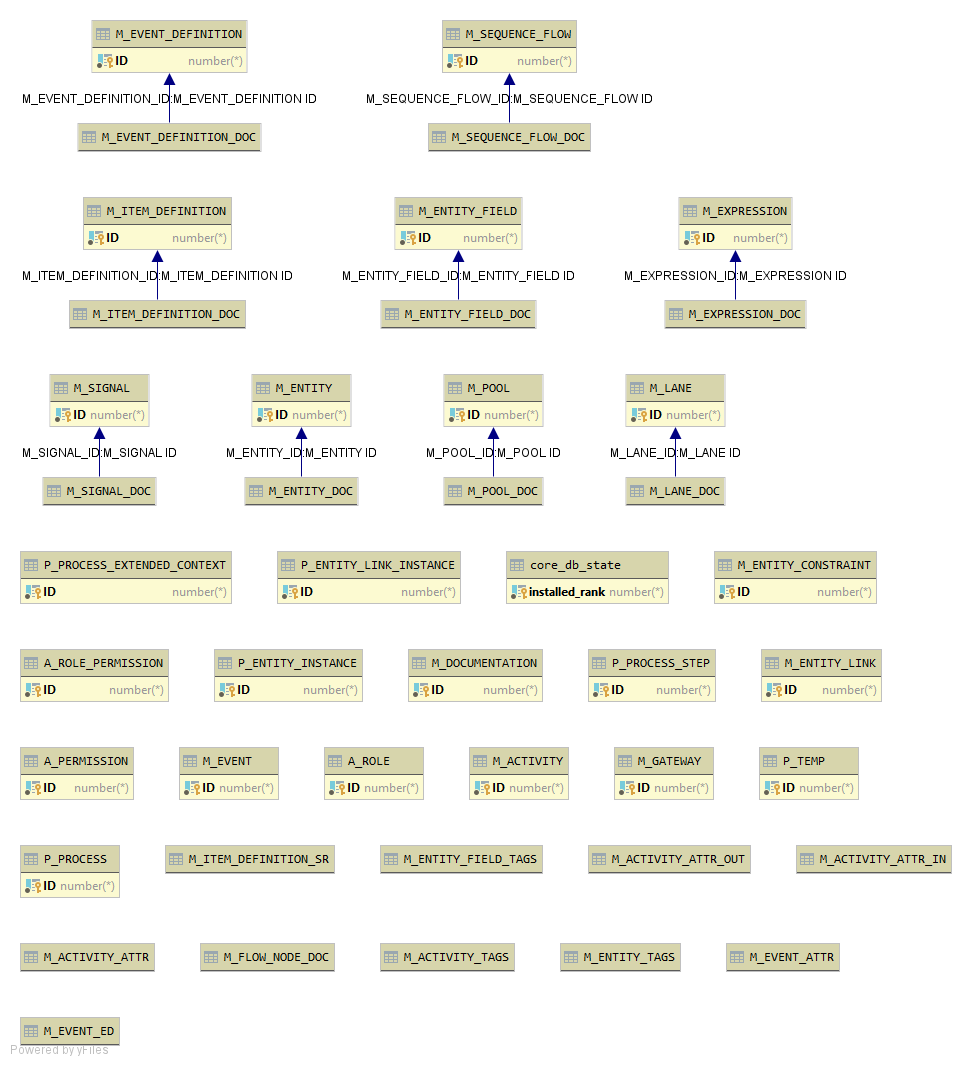 M_EVENT_DEFINITION M_SEQUENCE_FLOW
ID number(*) ID number(*)
M_EVENT_DEFINITION_ID:M_EVENT_DEFINITION ID M_SEQUENCE_FLOW_ID:M_SEQUENCE_FLOW ID
M_EVENT_DEFINITION_DOC M_SEQUENCE_FLOW_DOC
M_ITEM_DEFINITION M_ENTITY_FIELD M_EXPRESSION
ID number(*) ID number(*) ID number(*)
M_ITEM_DEFINITION_ID:M_ITEM_DEFINITION ID M_ENTITY_FIELD_ID:M_ENTITY_FIELD ID M_EXPRESSION_ID:M_EXPRESSION ID
M_ITEM_DEFINITION_DOC M_ENTITY_FIELD_DOC M_EXPRESSION_DOC
M_SIGNAL M_ENTITY M_POOL M_LANE
ID number(*) ID number(*) ID number(*) ID number(*)
M_SIGNAL_ID:M_SIGNAL ID M_ENTITY_ID:M_ENTITY ID M_POOL_ID:M_POOL ID M_LANE_ID:M_LANE ID
M_SIGNAL_DOC M_ENTITY_DOC M_POOL_DOC M_LANE_DOC
P_PROCESS_EXTENDED_CONTEXT P_ENTITY_LINK_INSTANCE core_db_state M_ENTITY_CONSTRAINT
ID number(*) ID number(*) installed_rank number(*) ID number(*)
A_ROLE_PERMISSION P_ENTITY_INSTANCE M_DOCUMENTATION P_PROCESS_STEP M_ENTITY_LINK
ID number(*) ID number(*) ID number(*) ID number(*) ID number(*)
A_PERMISSION M_EVENT A_ROLE M_ACTIVITY M_GATEWAY P_TEMP
ID number(*) ID number(*) ID number(*) ID number(*) ID number(*) ID number(*)
P_PROCESS M_ITEM_DEFINITION_SR M_ENTITY_FIELD_TAGS M_ACTIVITY_ATTR_OUT M_ACTIVITY_ATTR_IN
ID number(*)
M_ACTIVITY_ATTR M_FLOW_NODE_DOC M_ACTIVITY_TAGS M_ENTITY_TAGS M_EVENT_ATTR
M_EVENT_ED
Powered by yFiles